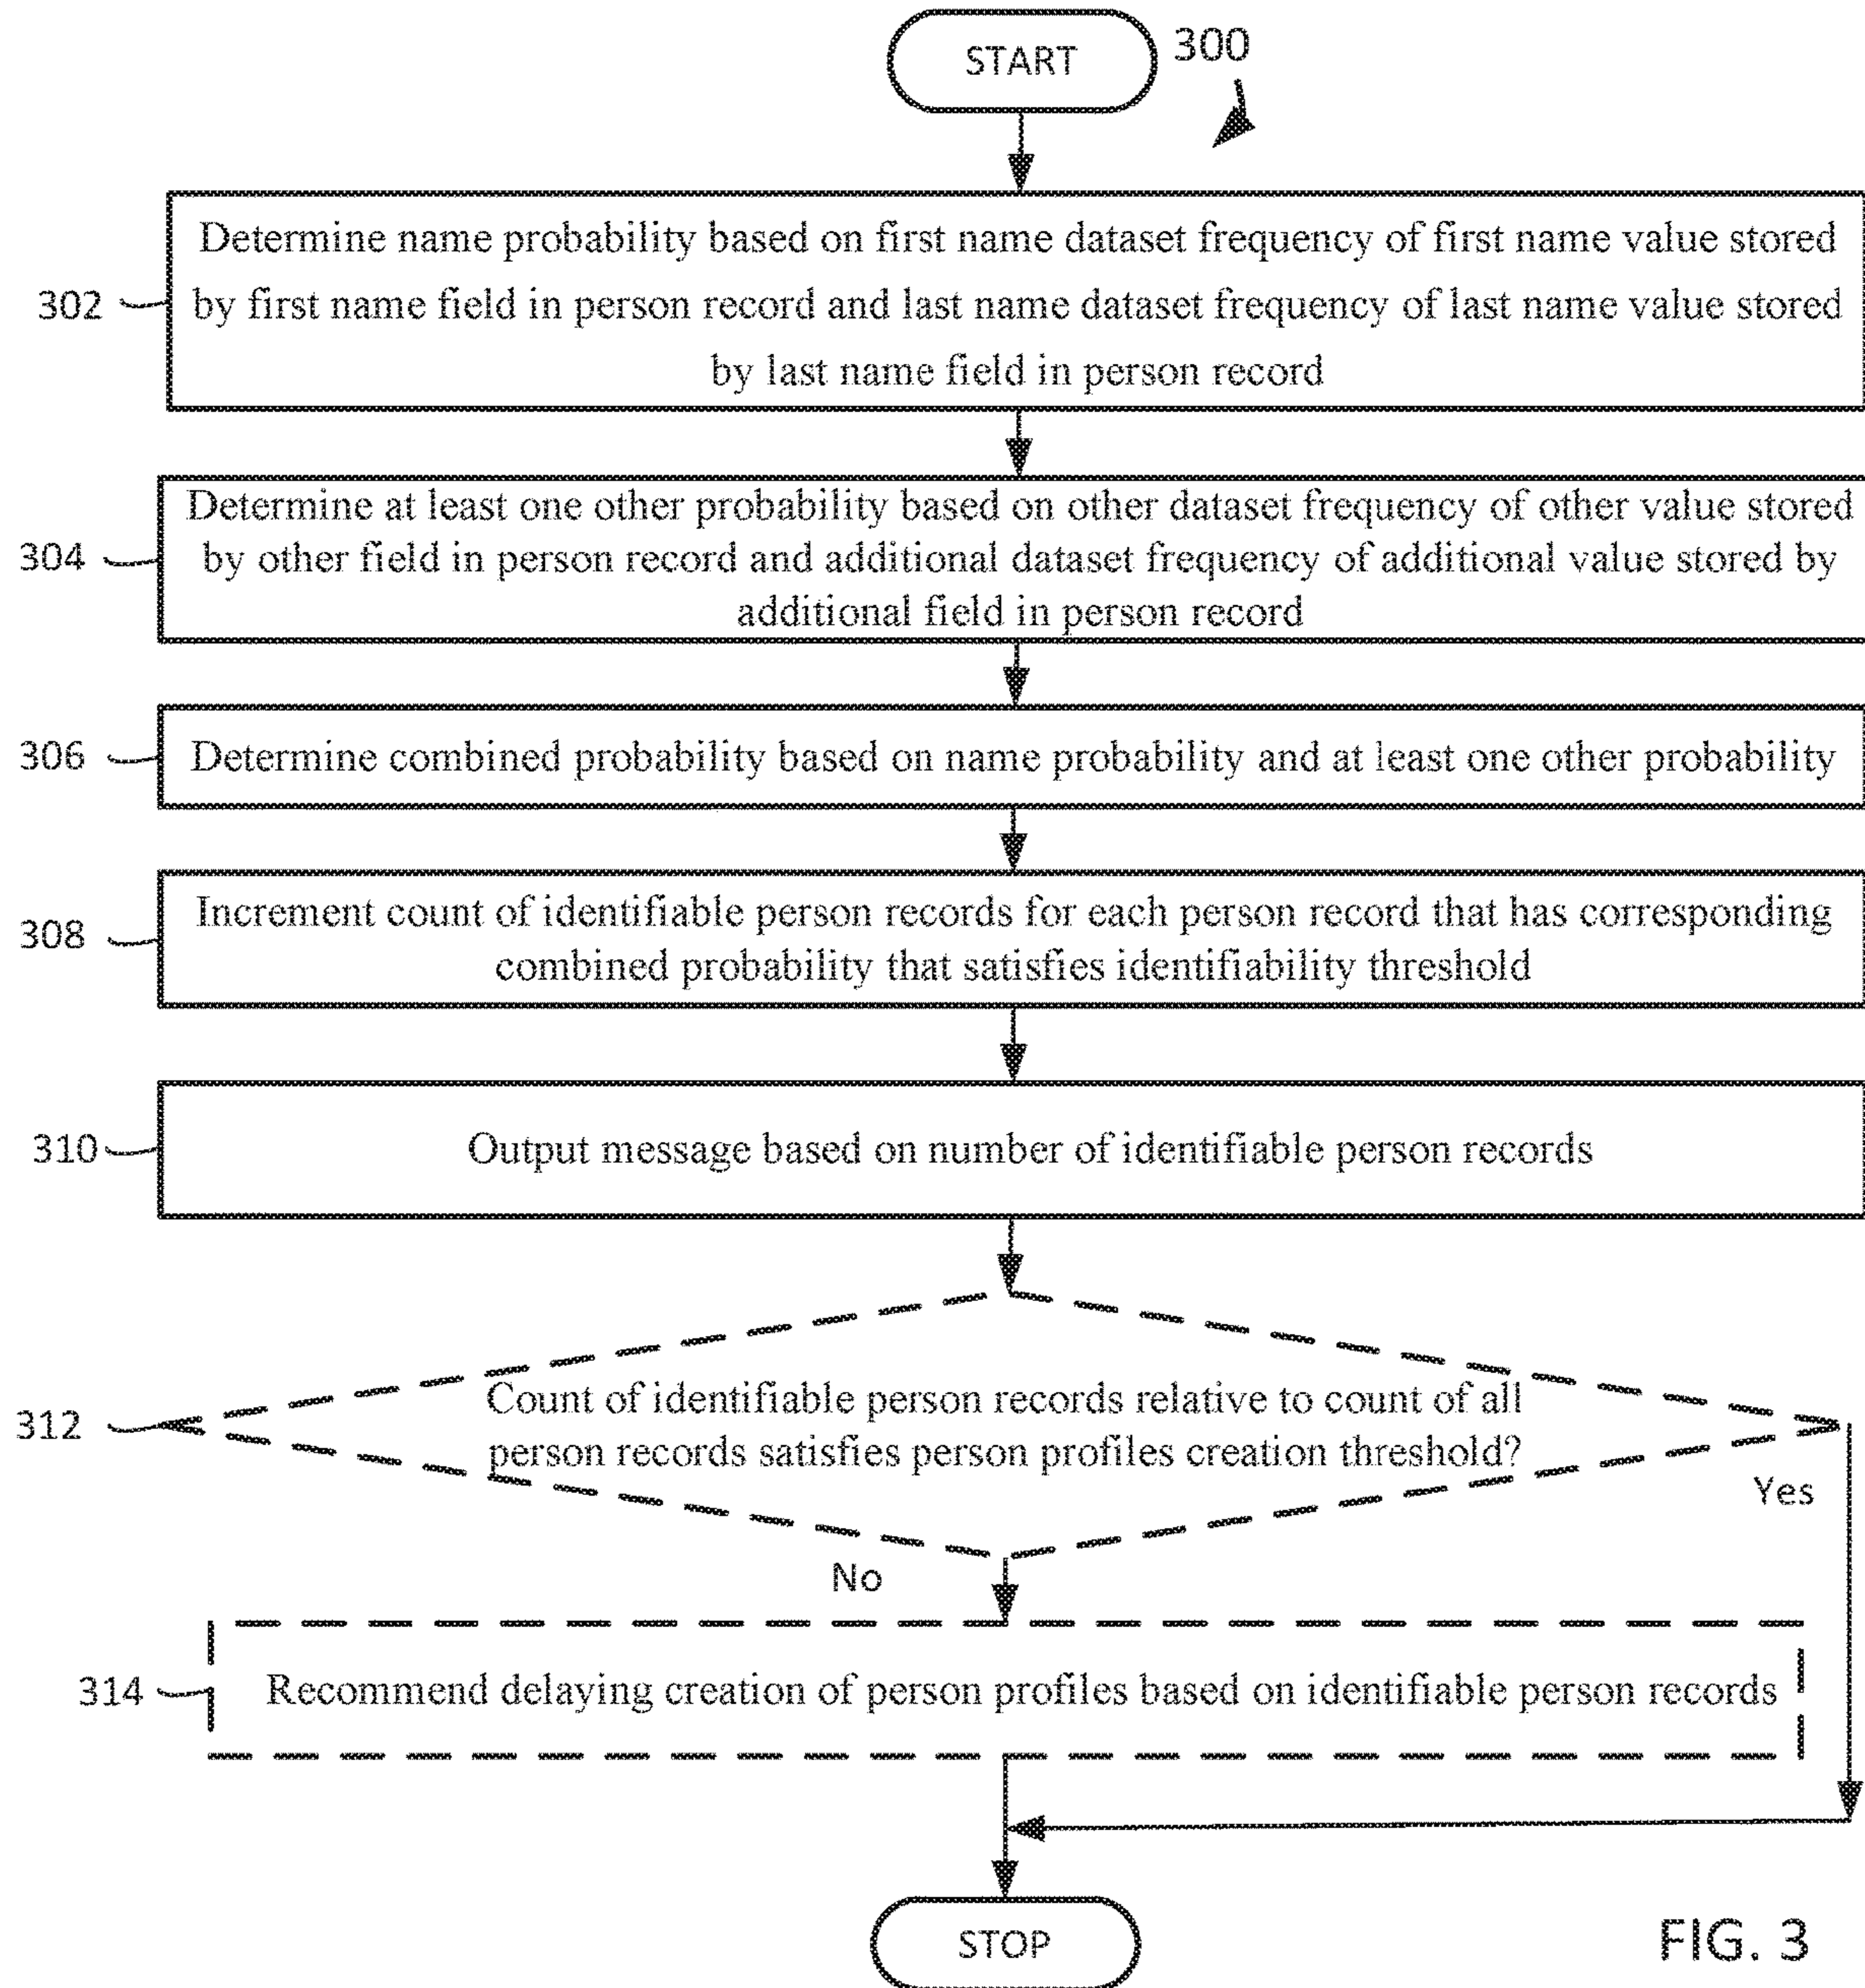 START
300
302
Determine name probability based on first name dataset frequency of first name value stored
by first name field in person record and last name dataset frequency of last name value stored
by last name field in person record
304
Determine at least one other probability based on other dataset frequency of other value stored
by other field in person record and additional dataset frequency of additional value stored by
additional field in person record
306
Determine combined probability based on name probability and at least one other probability
308
Increment count of identifiable person records for each person record that has corresponding
combined probability that satisfies identifiability threshold
310
Output message based on number of identifiable person records
312
Count of identifiable person records relative to count of all
person records satisfies person profiles creation threshold?
Yes
No
314
Recommend delaying creation of person profiles based on identifiable person records
STOP
FIG. 3